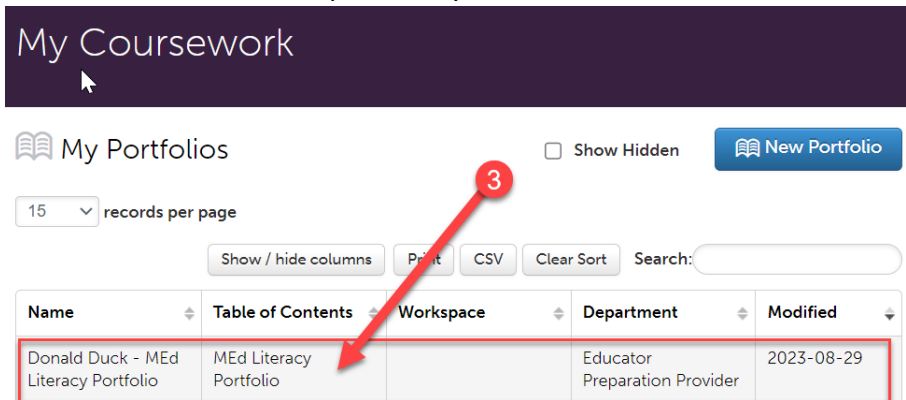 My Coursework
My Portfolios
Show Hidden
New Portfolio
3
15 records per page
Show / hide columns Print CSV Clear Sort Search:
Name Table of Contents Workspace Department Modified
Donald Duck - MEd MEd Literacy Educator 2023-08-29
Literacy Portfolio Portfolio Preparation Provider